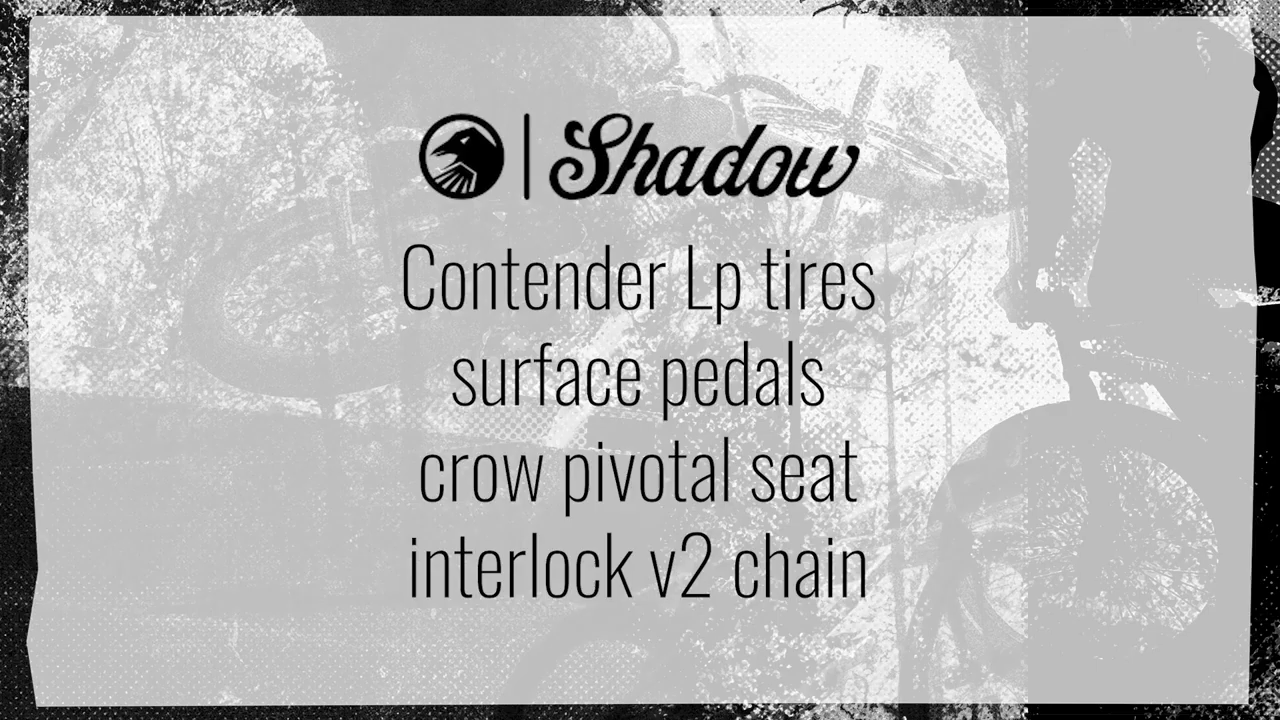 Shadow
Contender Lp tires
surface pedals
crow pivotal seat
interlock v2 chain